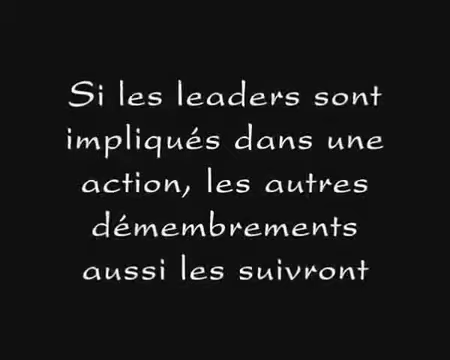 Si les leaders sont
impliqués dans une
action, les autres
démembrements
aussi les suivront